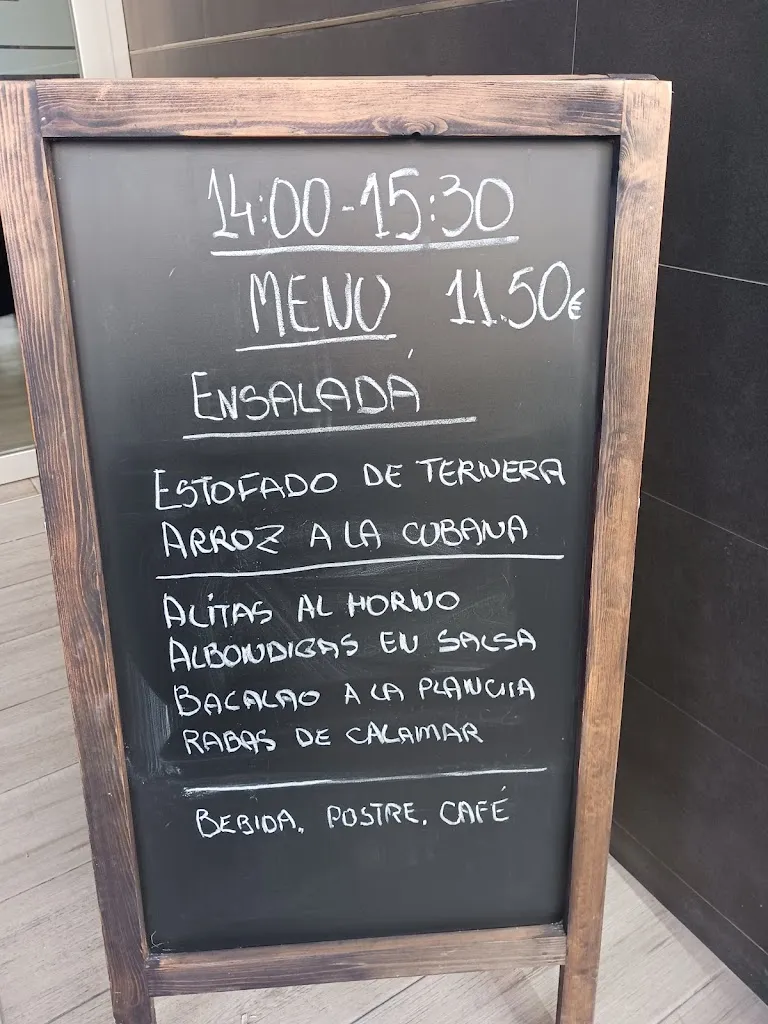 14:00-15:30
MENU 11.50€
ENSALADA
ESTOFADO DE TERNERA
ARROZ A LA CUBANA
ALITAS AL HORNO
ALBONDIGAS EN SALSA
BACALAO A LA PLANCHA
RABAS DE CALAMAR
BEBIDA, POSTRE, CAFÉ